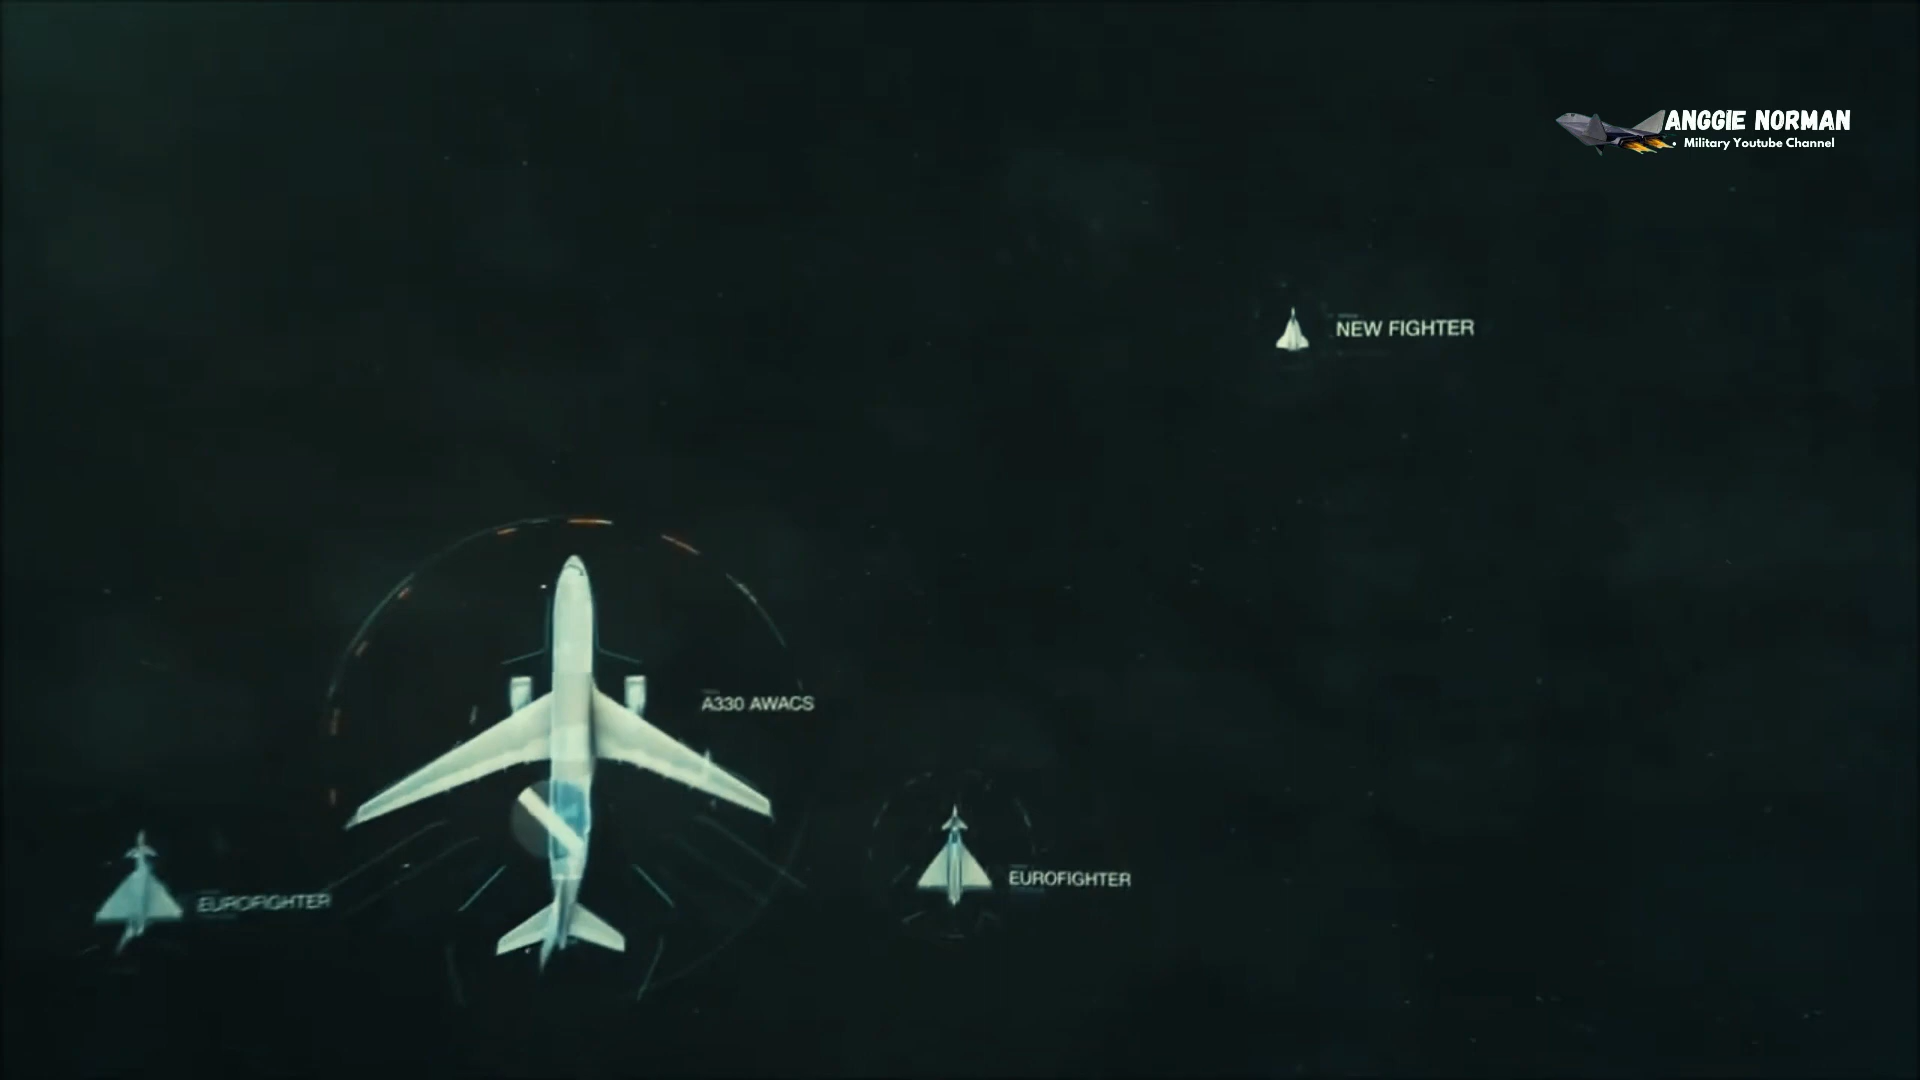 ANGGIE NORMAN
• Military Youtube Channel
NEW FIGHTER
A330 AWACS
EUROFIGHTER
EUROFIGHTER